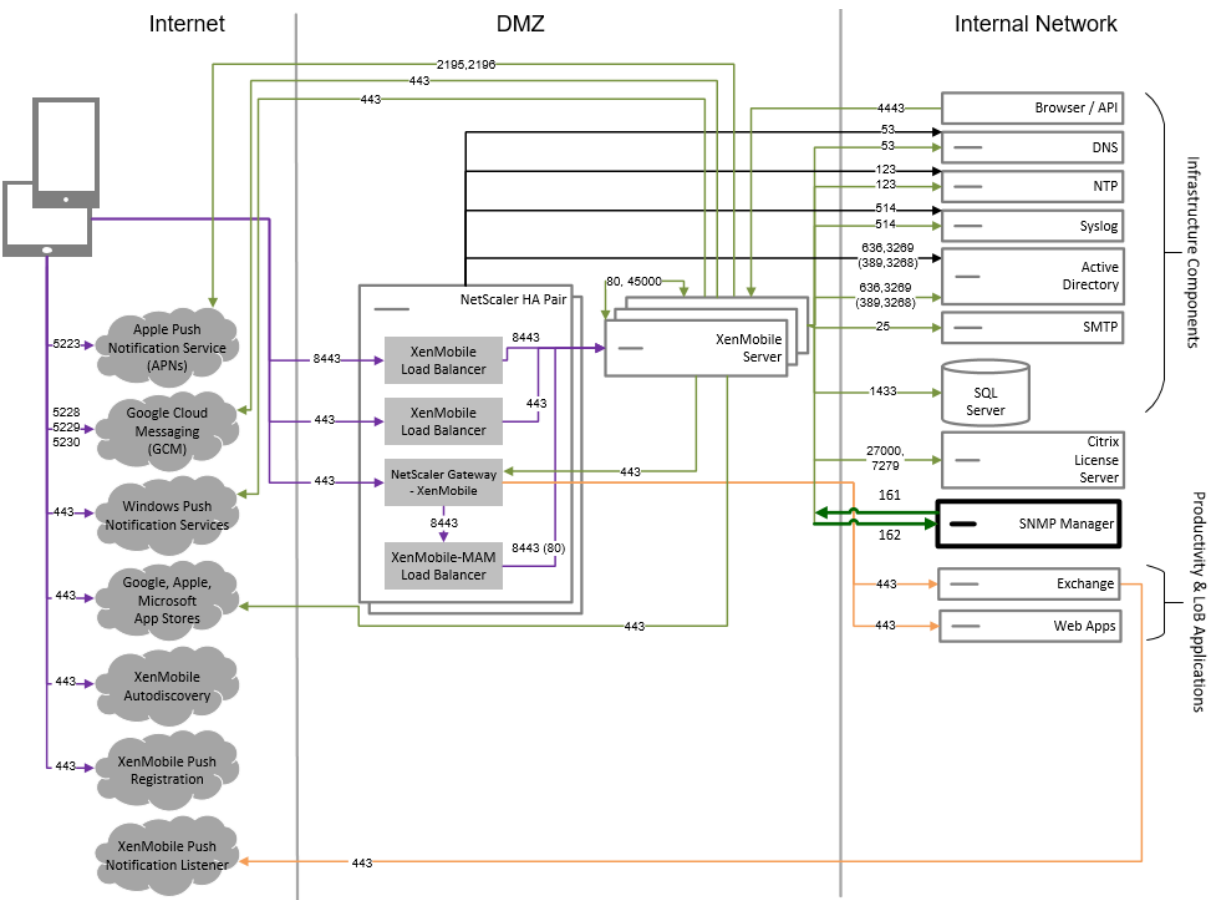 Internet
DMZ
Internal Network
2195,2196
443
443
4443
Browser / API
53
53
DNS
123
123
NTP
514
514
Syslog
636,3269
(389,3268)
636,3269
(389,3268)
Active
Directory
25
SMTP
1433
SQL
Server
27000,
7279
Citrix
License
Server
161
162
SNMP Manager
443
Exchange
443
Web Apps
Infrastructure Components
Productivity & LoB Applications
NetScaler HA Pair
80, 45000
XenMobile
Server
8443
XenMobile
Load Balancer
8443
443
XenMobile
Load Balancer
443
443
NetScaler Gateway
- XenMobile
443
8443
XenMobile-MAM
Load Balancer
8443 (80)
443
5223
Apple Push
Notification Service
(APNs)
5228
5229
5230
Google Cloud
Messaging
(GCM)
443
Windows Push
Notification Services
443
Google, Apple,
Microsoft
App Stores
443
XenMobile
Autodiscovery
443
XenMobile Push
Registration
XenMobile Push
Notification Listener
443